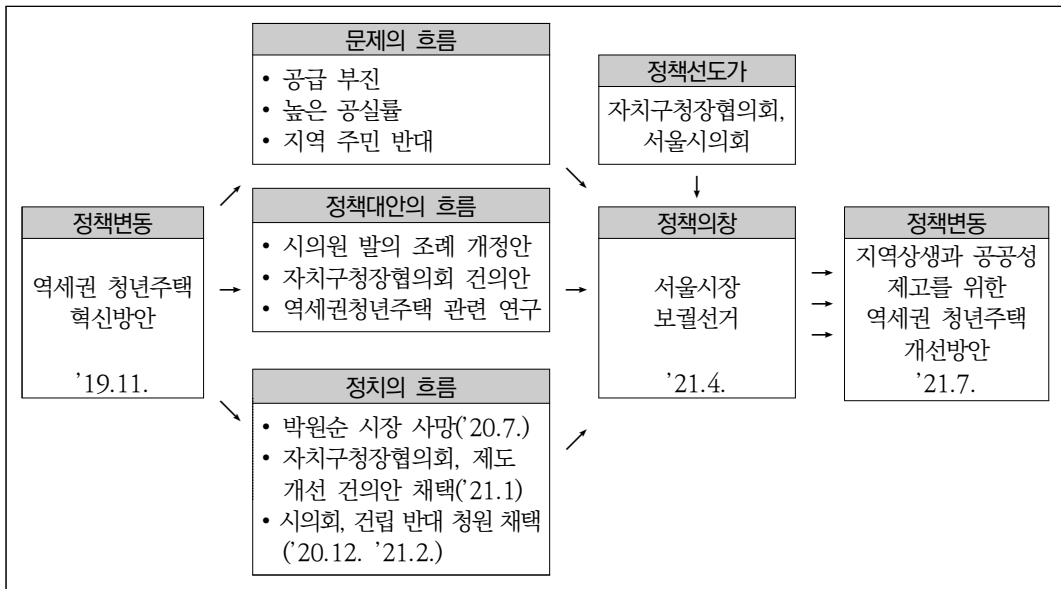 문제의 흐름
• 공급 부진
• 높은 공실률
• 지역 주민 반대
정책선도가
자치구청장협의회,
서울시의회
정책변동
역세권 청년주택
혁신방안
’19.11.
정책대안의 흐름
• 시의원 발의 조례 개정안
• 자치구청장협의회 건의안
• 역세권청년주택 관련 연구
정책의창
서울시장
보궐선거
’21.4.
정책변동
지역상생과 공공성
제고를 위한
역세권 청년주택
개선방안
’21.7.
정치의 흐름
• 박원순 시장 사망(’20.7.)
• 자치구청장협의회, 제도
개선 건의안 채택(’21.1)
• 시의회, 건립 반대 청원 채택
(’20.12. ’21.2.)